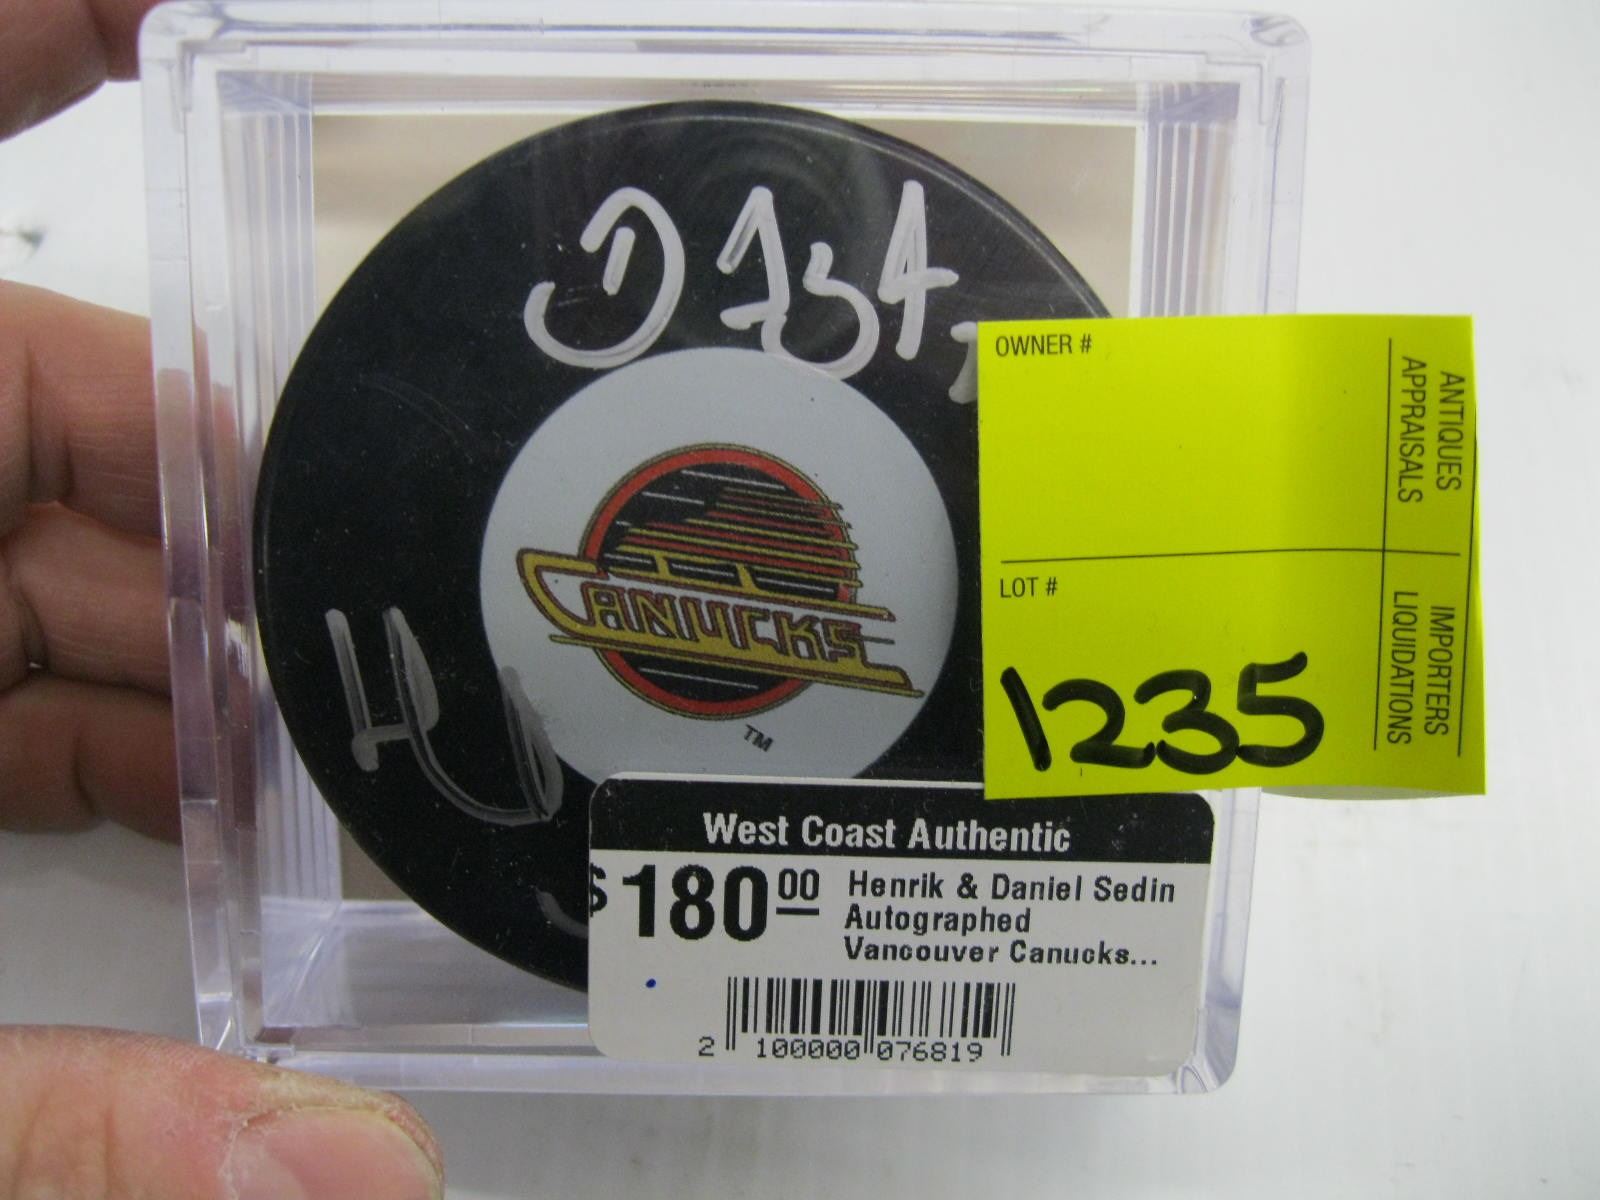 CANUCKS
TM
OWNER #
LOT #
1235
ANTIQUES
APPRAISALS
IMPORTERS
LIQUIDATIONS
West Coast Authentic
$180 00
Henrik & Daniel Sedin
Autographed
Vancouver Canucks...
2 100000 076819